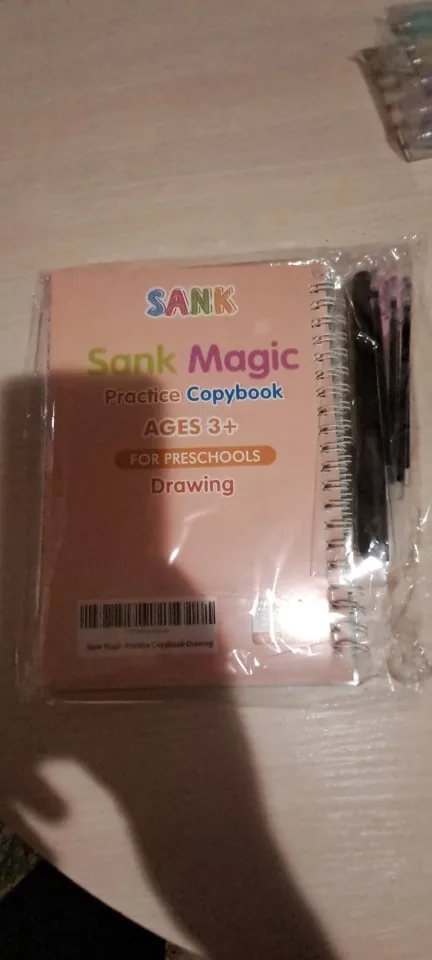 SANK
Sank Magic
Practice Copybook
AGES 3+
FOR PRESCHOOLS
Drawing
Sank Magic Practice Copybook-Drawing